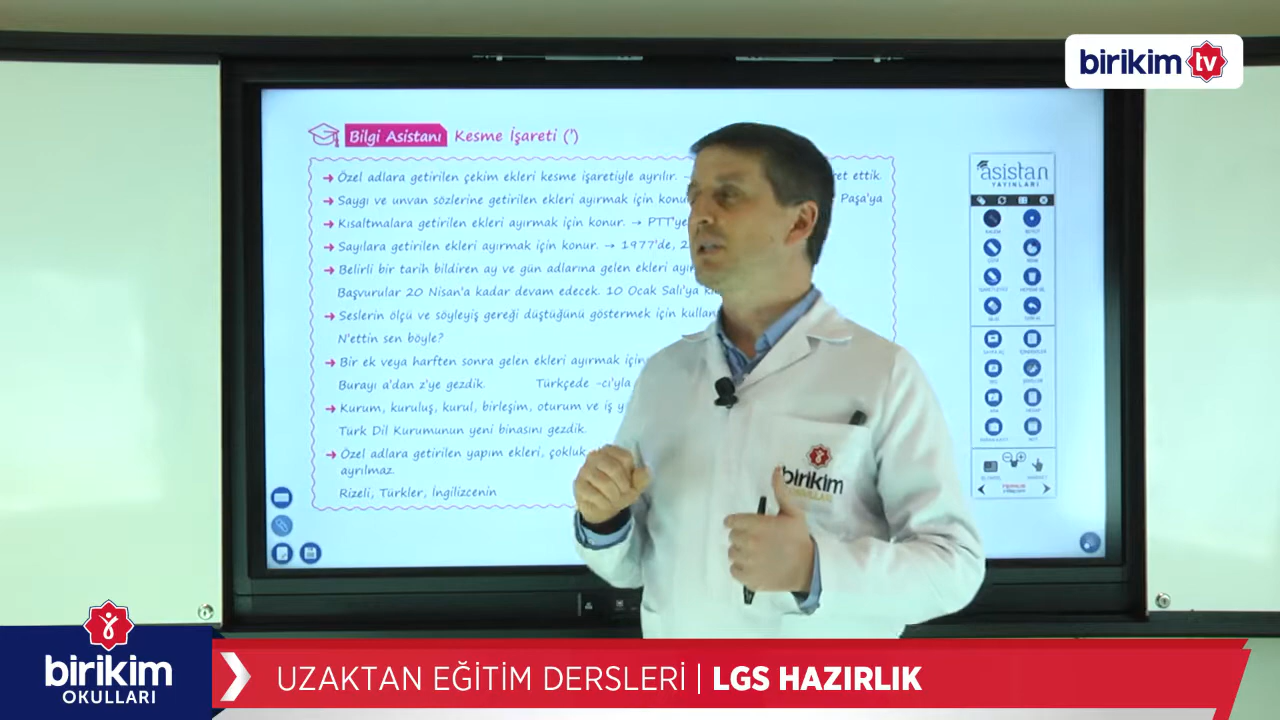 birikim tv
Bilgi Asistanı Kesme İşareti (')
→ Özel adlara getirilen çekim ekleri kesme işaretiyle ayrılır. → ret ettik.
→ Saygı ve unvan sözlerine getirilen ekleri ayırmak için konur Paşa'ya
→ Kısaltmalara getirilen ekleri ayırmak için konur. → PTT'ye
→ Sayılara getirilen ekleri ayırmak için konur. → 1977'de, 2
→ Belirli bir tarih bildiren ay ve gün adlarına gelen ekleri ayır
Başvurular 20 Nisan'a kadar devam edecek. 10 Ocak Salı'ya
→ Seslerin ölçü ve söyleyiş gereği düştüğünü göstermek için kullan
N'ettin sen böyle?
→ Bir ek veya harften sonra gelen ekleri ayırmak için
Burayı a'dan z'ye gezdik. Türkçede -cı'yla
→ Kurum, kuruluş, kurul, birleşim, oturum ve iş y
Türk Dil Kurumunun yeni binasını gezdik.
→ Özel adlara getirilen yapım ekleri, çokluk
ayrılmaz.
Rizeli, Türkler, İngilizcenin
asistan
YAYINLARI
birikim
OKULLARI
birikim
OKULLARI
UZAKTAN EĞİTİM DERSLERİ | LGS HAZIRLIK